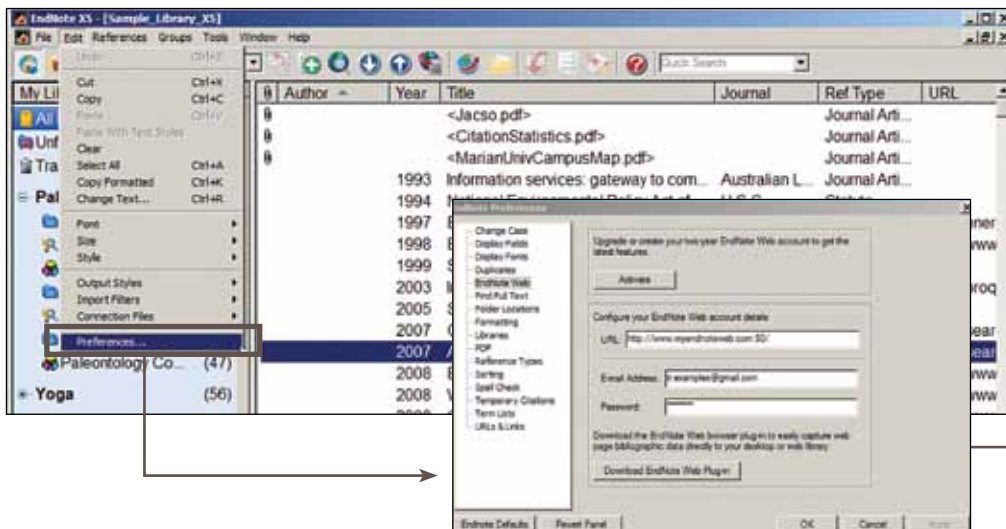 EndNote X5 - [Sample_Library_X5]
File Edit References Groups Tools Window Help
Quick Search
My Li
All
Unf
Tra
Pal
Paleontology Co... (47)
Yoga (56)
Undo Ctrl+Z
Cut Ctrl+X
Copy Ctrl+C
Paste Ctrl+V
Paste With Text Styles
Clear
Select All Ctrl+A
Copy Formatted Ctrl+K
Change Text... Ctrl+R
Font
Size
Style
Output Styles
Import Filters
Connection Files
Preferences...
Author Year Title Journal Ref Type URL
<Jacso.pdf> Journal Arti...
<CitationStatistics.pdf> Journal Arti...
<MarianUnivCampusMap.pdf> Journal Arti...
1993 Information services: gateway to com... Australian L... Journal Arti...
1994
1997
1998
1999
2003
2005
2007
2007
2008
2008
EndNote Preferences
Change Case
Display Fields
Display Fonts
Duplicates
EndNote Web
Find Full Text
Folder Locations
Formatting
Libraries
PDF
Reference Types
Sorting
Spell Check
Temporary Citations
Term Lists
URLs & Links
Upgrade or create your two year EndNote Web account to get the
latest features.
Activate
Configure your EndNote Web account details
URL: http://www.myendnoteweb.com:80/
E-mail Address:
Password:
Download the EndNote Web browser plug-in to easily capture web
page bibliographic data directly to your desktop or web library.
Download EndNote Web Plug-in
EndNote Defaults Revert Panel OK Cancel Apply